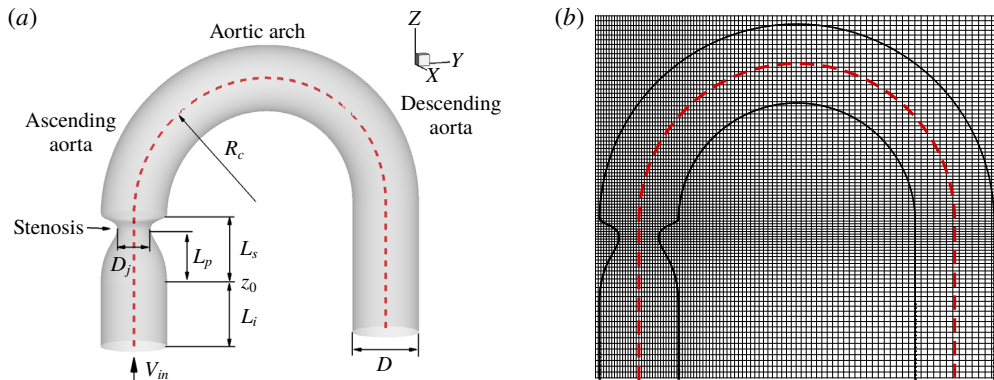 (a)
Aortic arch
Z
Y
X
Ascending
aorta
Descending
aorta
R_c
Stenosis
D_j
L_p
L_s
z_0
L_i
V_in
D
(b)